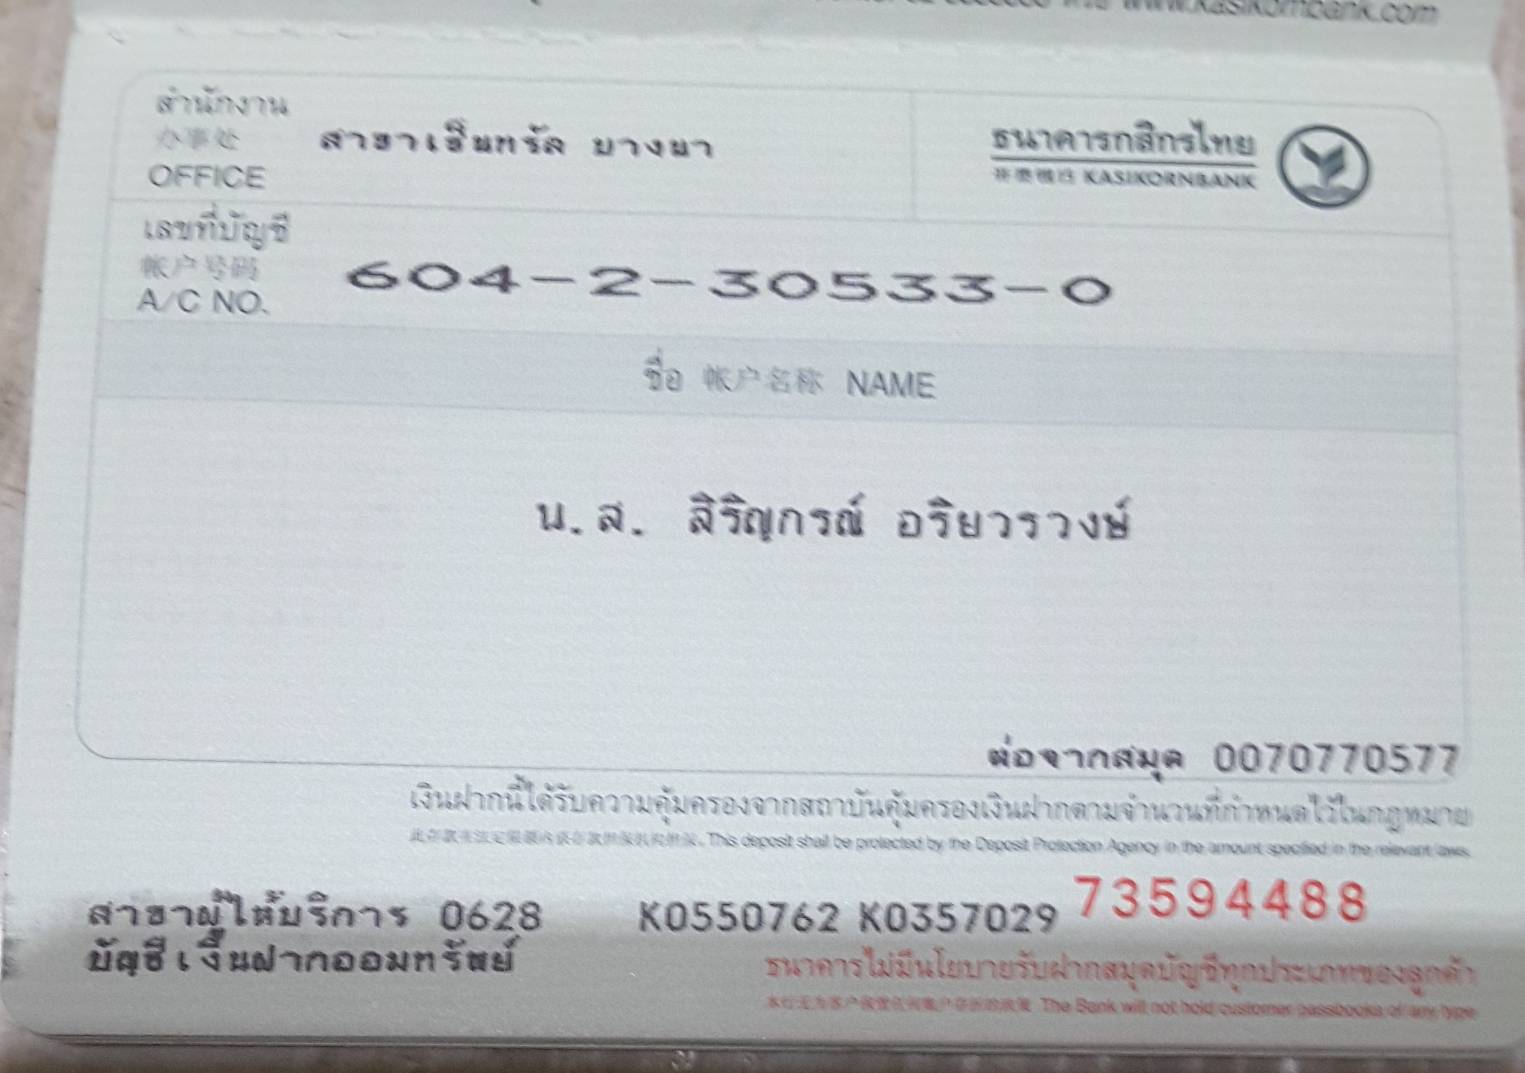 www.kasikornbank.com
สำนักงาน
办事处
OFFICE
สาขาเซ็นทรัล บางนา
ธนาคารกสิกรไทย
开泰银行 KASIKORNBANK
เลขที่บัญชี
帐户号码
A/C NO.
604-2-30533-0
ชื่อ 帐户名称 NAME
น.ส. สิริญกรณ์ อริยวรวงษ์
ต่อจากสมุด 0070770577
เงินฝากนี้ได้รับความคุ้มครองจากสถาบันคุ้มครองเงินฝากตามจำนวนที่กำหนดไว้ในกฎหมาย
This deposit shall be protected by the Deposit Protection Agency in the amount specified in the relevant laws.
สาขาผู้ให้บริการ 0628 K0550762 K0357029 73594488
บัญชีเงินฝากออมทรัพย์
ธนาคารไม่มีนโยบายรับฝากสมุดบัญชีทุกประเภทของลูกค้า
The Bank will not hold customer passbooks of any type